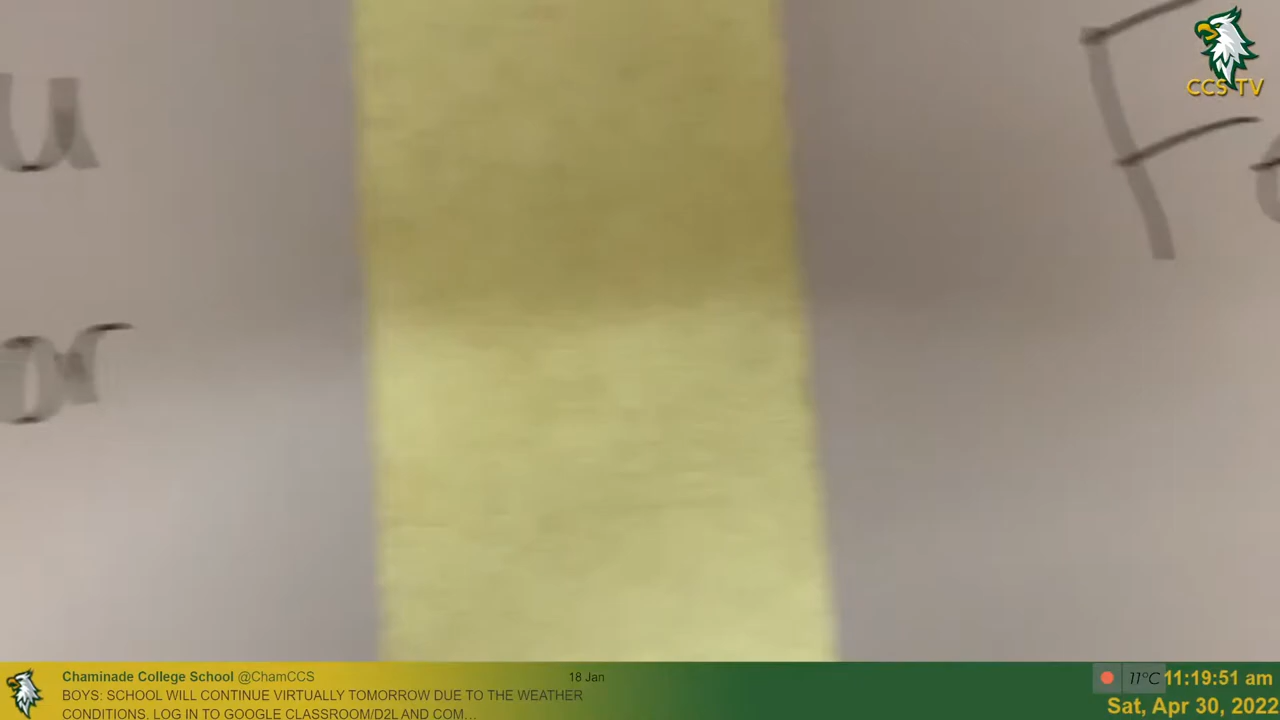 u
F
or
CCS TV
Chaminade College School @ChamCCS 18 Jan
BOYS: SCHOOL WILL CONTINUE VIRTUALLY TOMORROW DUE TO THE WEATHER
CONDITIONS. LOG IN TO GOOGLE CLASSROOM/D2L AND COM...
11°C 11:19:51 am
Sat, Apr 30, 2022